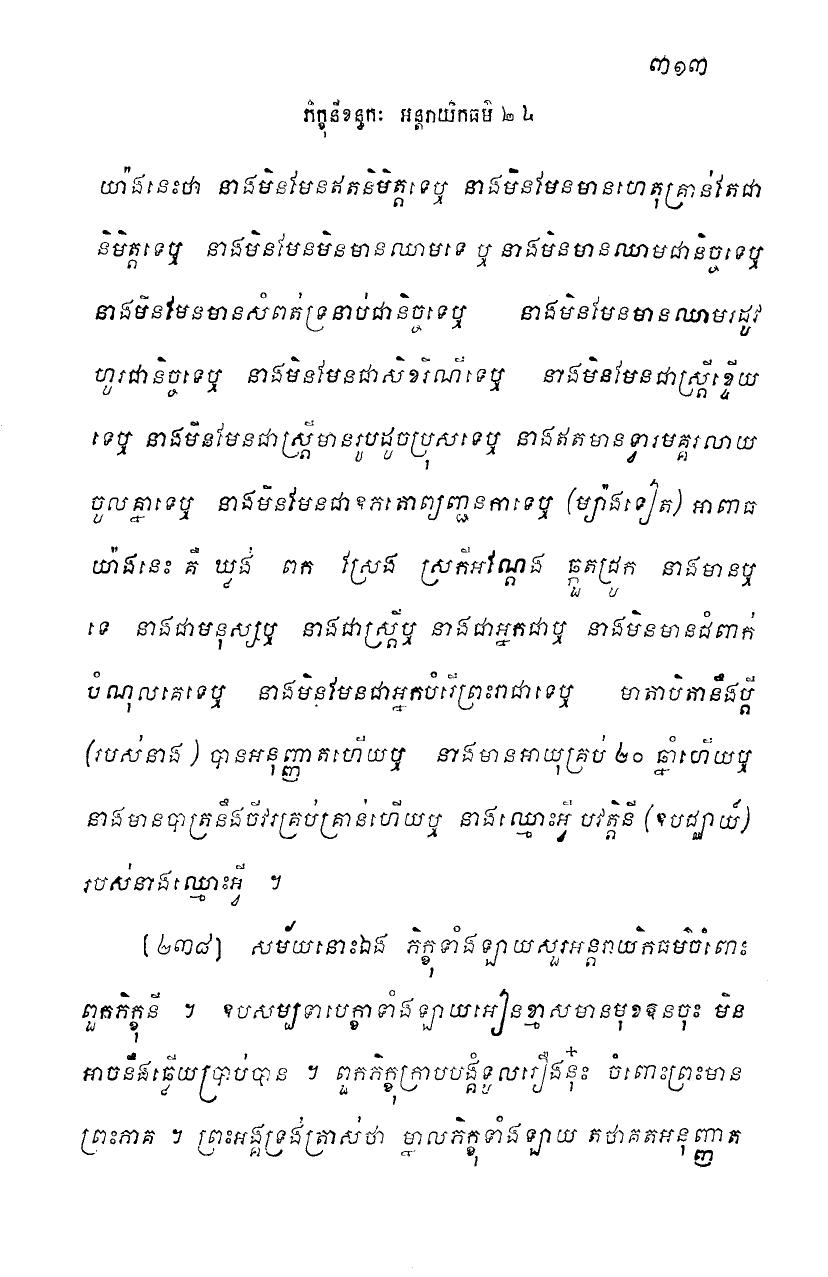 ៣១៣
ភិក្ខុនីខន្ធកៈ អន្តរាយិកធម៌ ២៤
យ៉ាងនេះថា នាងមិនមែនឥតនិមិត្តទេឬ នាងមិនមែនមានហេតុគ្រាន់តែជា
និមិត្តទេឬ នាងមិនមែនមិនមានឈាមទេ ឬ នាងមិនមានឈាមជានិច្ចទេឬ
នាងមិនមែនមានសំពត់ទ្រនាប់ជានិច្ចទេឬ នាងមិនមែនមានឈាមរដូវ
ហូរជានិច្ចទេឬ នាងមិនមែនជាសិខរិណីទេឬ នាងមិនមែនជាស្ត្រីខ្ទើយ
ទេឬ នាងមិនមែនជាស្ត្រីមានរូបដូចប្រុសទេឬ នាងឥតមានទ្វារមគ្គរលាយ
ចូលគ្នាទេឬ នាងមិនមែនជាឧភតោព្យញ្ជនកាទេឬ (ម្យ៉ាងទៀត) អាពាធ
យ៉ាងនេះ គឺ ឃ្លង់ ពក ស្រែង ស្រកីអណ្តែង ឆ្កួតជ្រូក នាងមានឬ
ទេ នាងជាមនុស្សឬ នាងជាស្ត្រីឬ នាងជាអ្នកជាឬ នាងមិនមានជំពាក់
បំណុលគេទេឬ នាងមិនមែនជាអ្នកបំរើព្រះរាជាទេឬ មាតាបិតានឹងប្តី
(របស់នាង) បានអនុញ្ញាតហើយឬ នាងមានអាយុគ្រប់ ២០ ឆ្នាំហើយឬ
នាងមានបាត្រនឹងចីវរគ្រប់គ្រាន់ហើយឬ នាងឈ្មោះអ្វី បវត្តិនី (ឧបជ្ឈាយ៍)
របស់នាងឈ្មោះអ្វី ។
[២៣៨] សម័យនោះឯង ភិក្ខុទាំងឡាយសួរអន្តរាយិកធម៌ចំពោះ
ពួកភិក្ខុនី ។ ឧបសម្បទាបេក្ខាទាំងឡាយអៀនខ្មាសមានមុខឱនចុះ មិន
អាចនឹងឆ្លើយប្រាប់បាន ។ ពួកភិក្ខុក្រាបបង្គំទូលរឿងនុ៎ះ ចំពោះព្រះមាន
ព្រះភាគ ។ ព្រះអង្គទ្រង់ត្រាស់ថា ម្នាលភិក្ខុទាំងឡាយ តថាគតអនុញ្ញាត